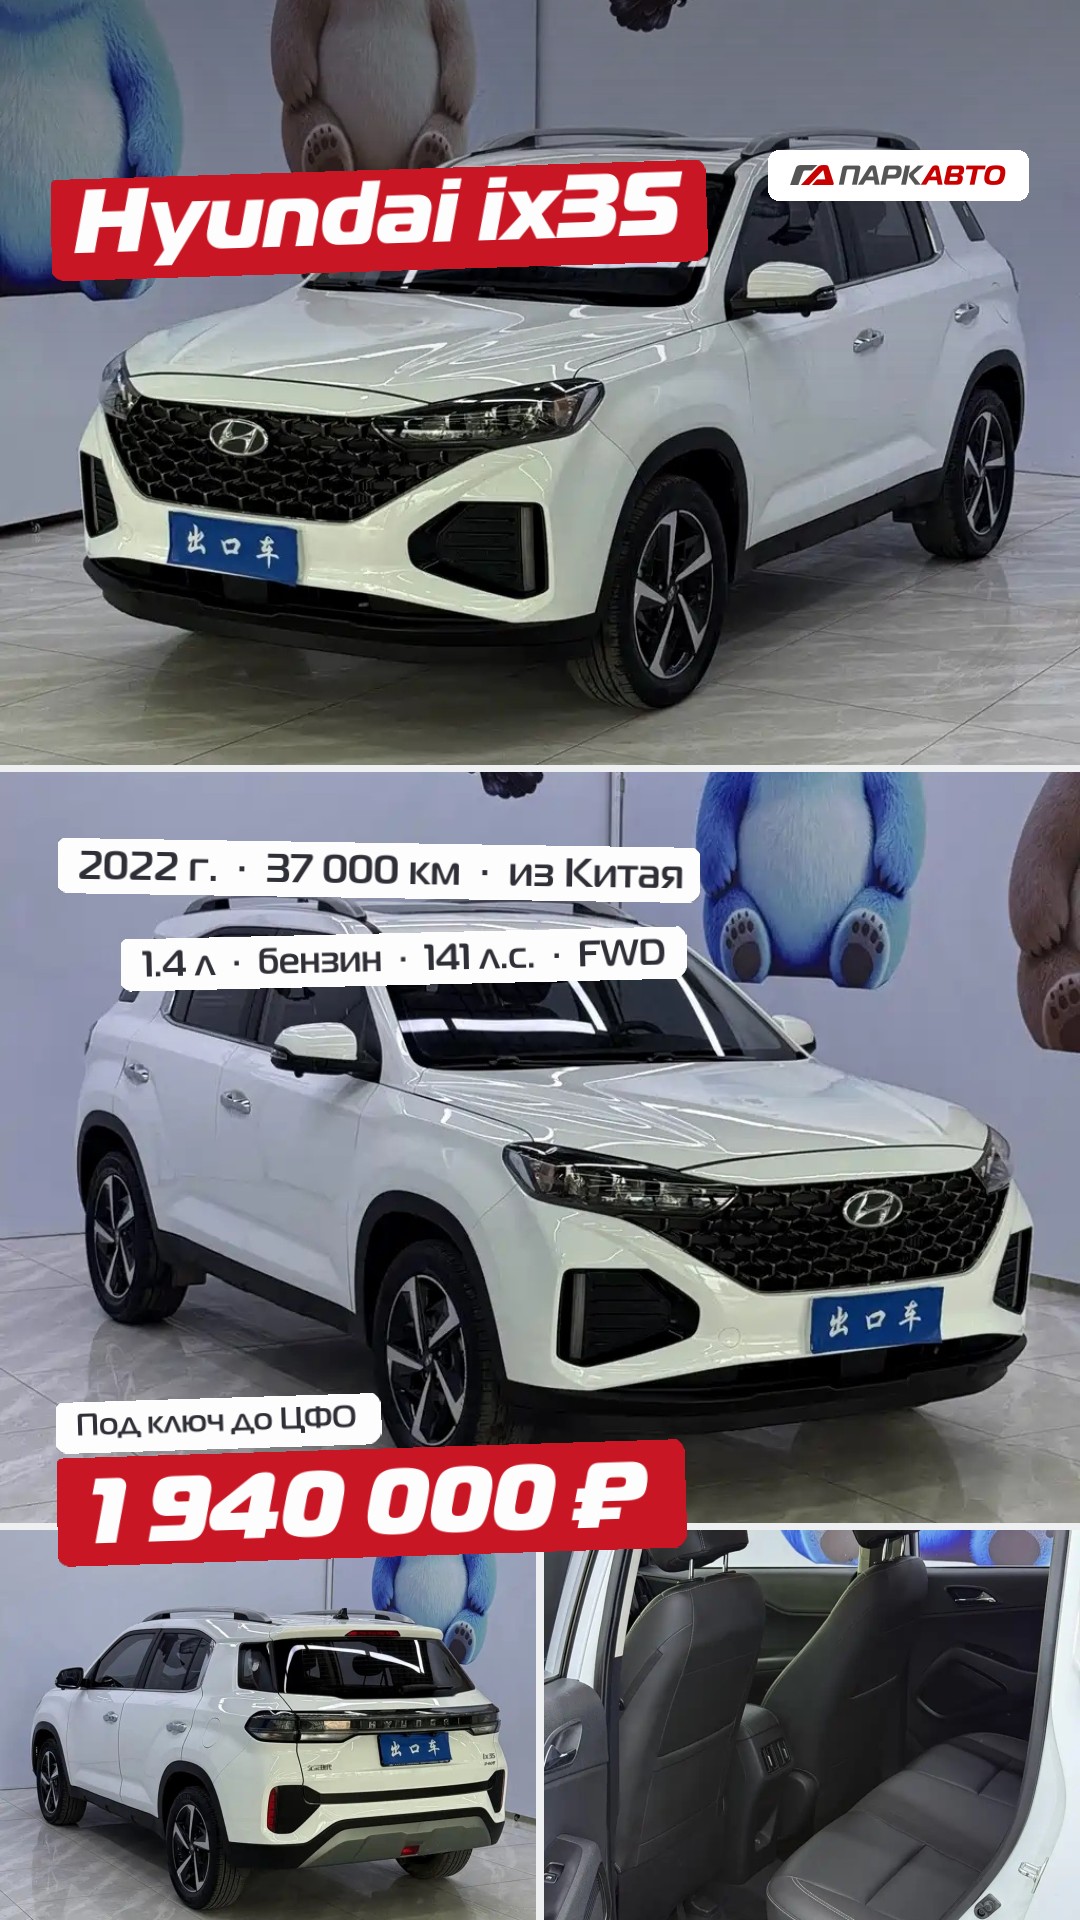 Hyundai ix35
ПАРКАВТО
出口车
2022 г. · 37 000 км · из Китая
1.4 л · бензин · 141 л.с. · FWD
出口车
Под ключ до ЦФО
1 940 000 ₽
HYUNDAI
出口车
ix35